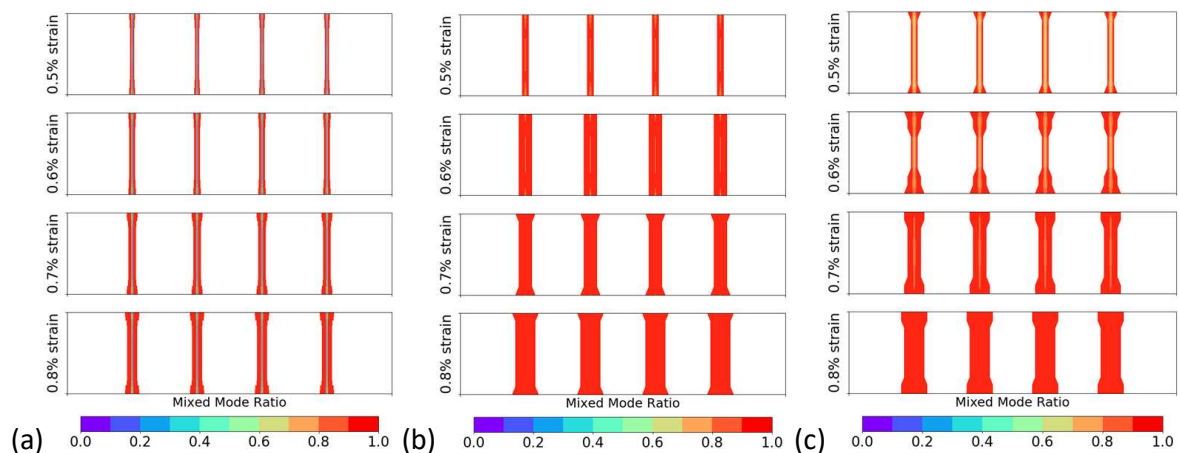 0.5% strain
0.6% strain
0.7% strain
0.8% strain
Mixed Mode Ratio
(a)
0.0 0.2 0.4 0.6 0.8 1.0
0.5% strain
0.6% strain
0.7% strain
0.8% strain
Mixed Mode Ratio
(b)
0.0 0.2 0.4 0.6 0.8 1.0
0.5% strain
0.6% strain
0.7% strain
0.8% strain
Mixed Mode Ratio
(c)
0.0 0.2 0.4 0.6 0.8 1.0